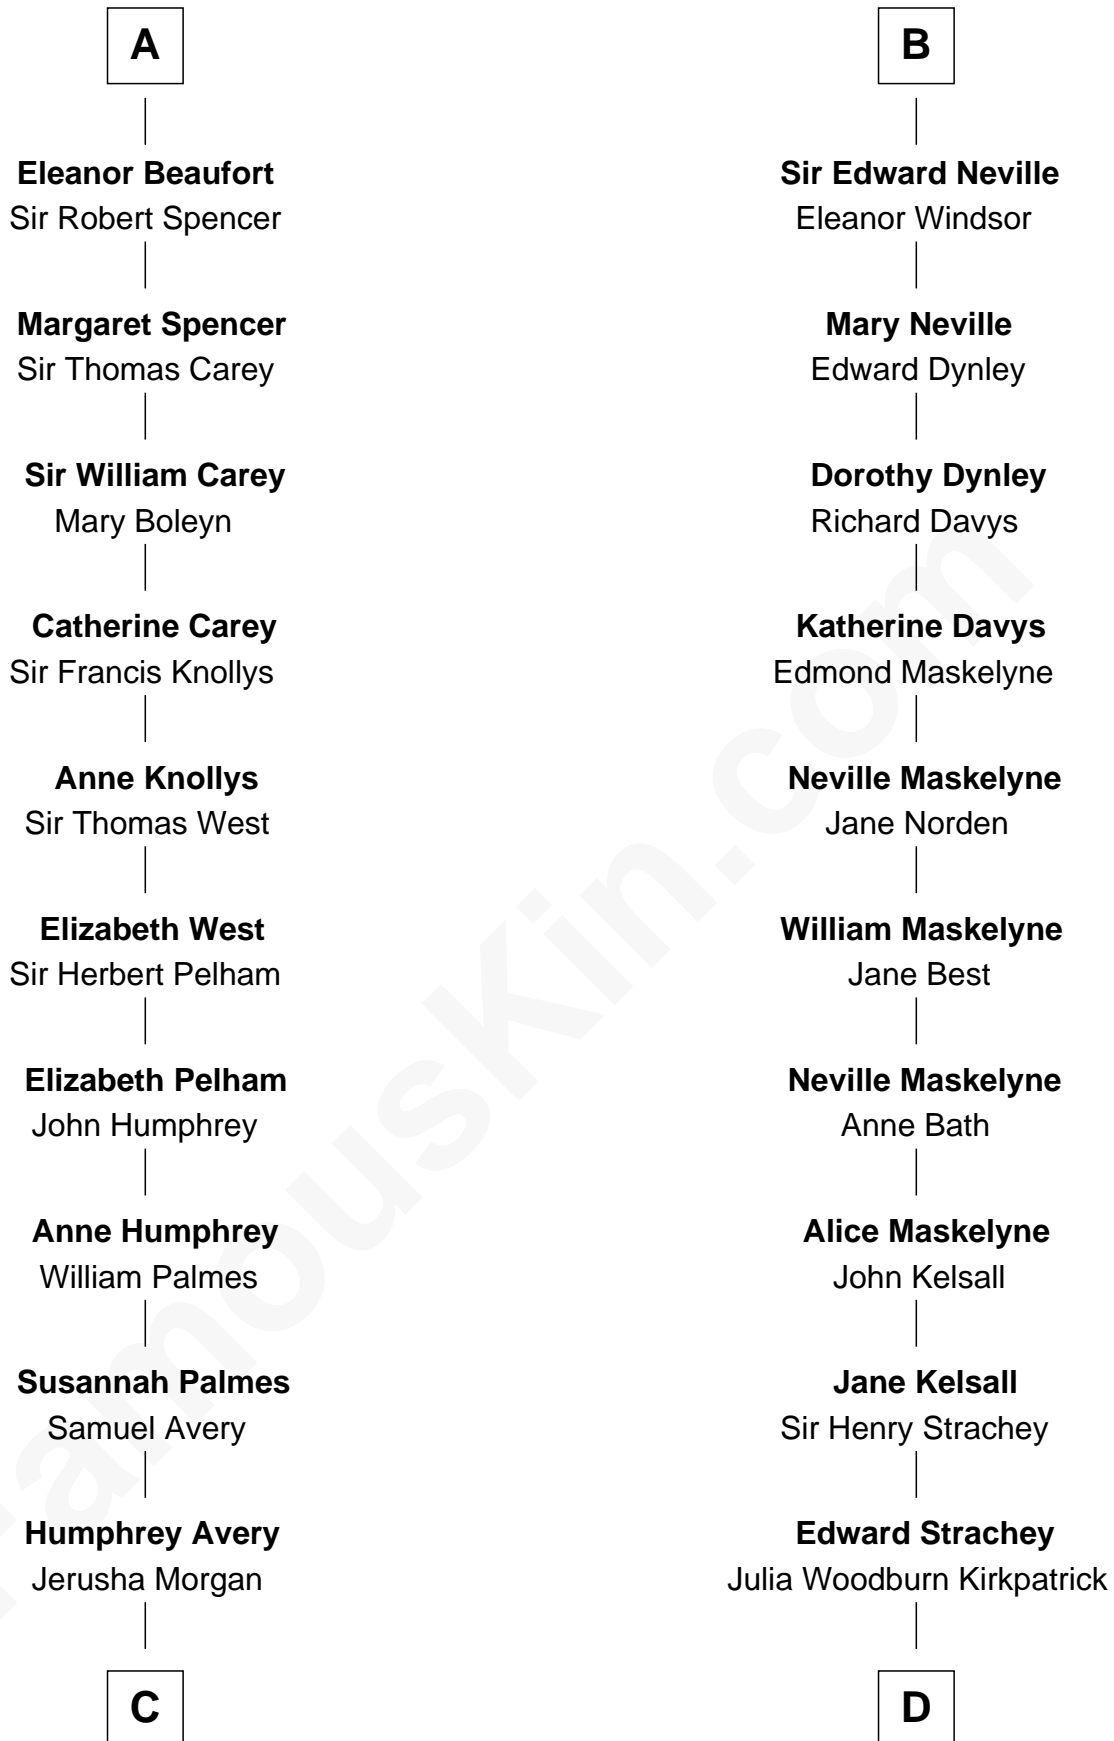 A
Eleanor Beaufort
Sir Robert Spencer
Margaret Spencer
Sir Thomas Carey
Sir William Carey
Mary Boleyn
Catherine Carey
Sir Francis Knollys
Anne Knollys
Sir Thomas West
Elizabeth West
Sir Herbert Pelham
Elizabeth Pelham
John Humphrey
Anne Humphrey
William Palmes
Susannah Palmes
Samuel Avery
Humphrey Avery
Jerusha Morgan
C
B
Sir Edward Neville
Eleanor Windsor
Mary Neville
Edward Dynley
Dorothy Dynley
Richard Davys
Katherine Davys
Edmond Maskelyne
Neville Maskelyne
Jane Norden
William Maskelyne
Jane Best
Neville Maskelyne
Anne Bath
Alice Maskelyne
John Kelsall
Jane Kelsall
Sir Henry Strachey
Edward Strachey
Julia Woodburn Kirkpatrick
D
FamousKin.com